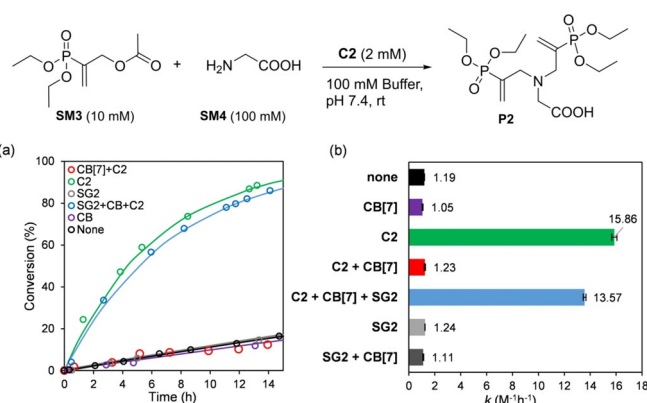 O
P
O
O
O
O
SM3 (10 mM)
+
H₂N
COOH
SM4 (100 mM)
C2 (2 mM)
100 mM Buffer,
pH 7.4, rt
O
O
P
O
O
P
O
O
N
COOH
P2
(a)
100
80
60
40
20
0
Conversion (%)
CB[7]+C2
C2
SG2
SG2+CB+C2
CB
None
0 2 4 6 8 10 12 14
Time (h)
(b)
none 1.19
CB[7] 1.05
C2 15.86
C2 + CB[7] 1.23
C2 + CB[7] + SG2 13.57
SG2 1.24
SG2 + CB[7] 1.11
0 2 4 6 8 10 12 14 16 18
k (M⁻¹h⁻¹)